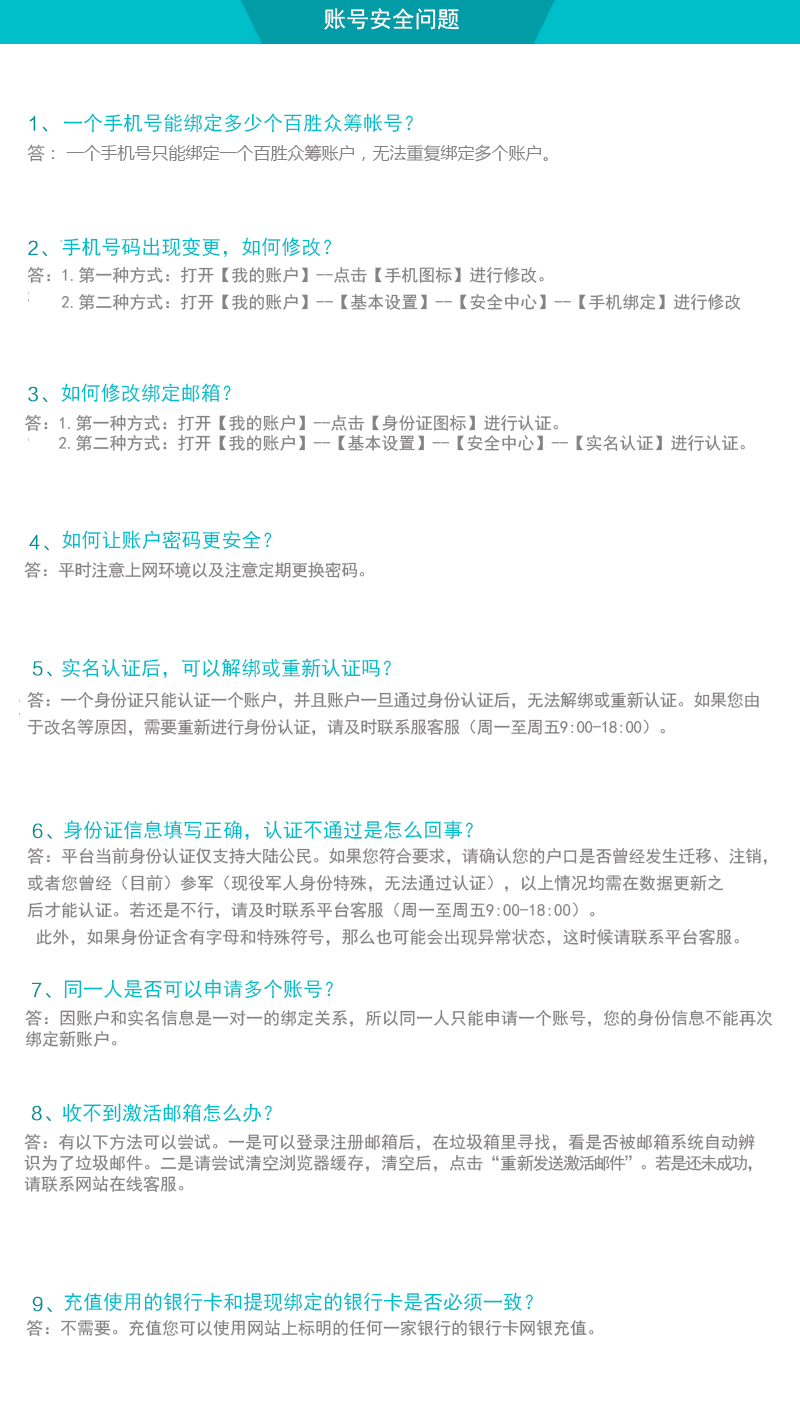 账号安全问题
1、一个手机号能绑定多少个百胜众筹帐号？
答：一个手机号只能绑定一个百胜众筹账户，无法重复绑定多个账户。
2、手机号码出现变更，如何修改？
答：1.第一种方式：打开【我的账户】--点击【手机图标】进行修改。
2.第二种方式：打开【我的账户】--【基本设置】--【安全中心】--【手机绑定】进行修改
3、如何修改绑定邮箱？
答：1.第一种方式：打开【我的账户】--点击【身份证图标】进行认证。
2.第二种方式：打开【我的账户】--【基本设置】--【安全中心】--【实名认证】进行认证。
4、如何让账户密码更安全？
答：平时注意上网环境以及注意定期更换密码。
5、实名认证后，可以解绑或重新认证吗？
答：一个身份证只能认证一个账户，并且账户一旦通过身份认证后，无法解绑或重新认证。如果您由
于改名等原因，需要重新进行身份认证，请及时联系服客服（周一至周五9:00-18:00）。
6、身份证信息填写正确，认证不通过是怎么回事？
答：平台当前身份认证仅支持大陆公民。如果您符合要求，请确认您的户口是否曾经发生迁移、注销，
或者您曾经（目前）参军（现役军人身份特殊，无法通过认证），以上情况均需在数据更新之
后才能认证。若还是不行，请及时联系平台客服（周一至周五9:00-18:00）。
此外，如果身份证含有字母和特殊符号，那么也可能会出现异常状态，这时候请联系平台客服。
7、同一人是否可以申请多个账号？
答：因账户和实名信息是一对一的绑定关系，所以同一人只能申请一个账号，您的身份信息不能再次
绑定新账户。
8、收不到激活邮箱怎么办？
答：有以下方法可以尝试。一是可以登录注册邮箱后，在垃圾箱里寻找，看是否被邮箱系统自动辨
识为了垃圾邮件。二是请尝试清空浏览器缓存，清空后，点击“重新发送激活邮件”。若是还未成功，
请联系网站在线客服。
9、充值使用的银行卡和提现绑定的银行卡是否必须一致？
答：不需要。充值您可以使用网站上标明的任何一家银行的银行卡网银充值。